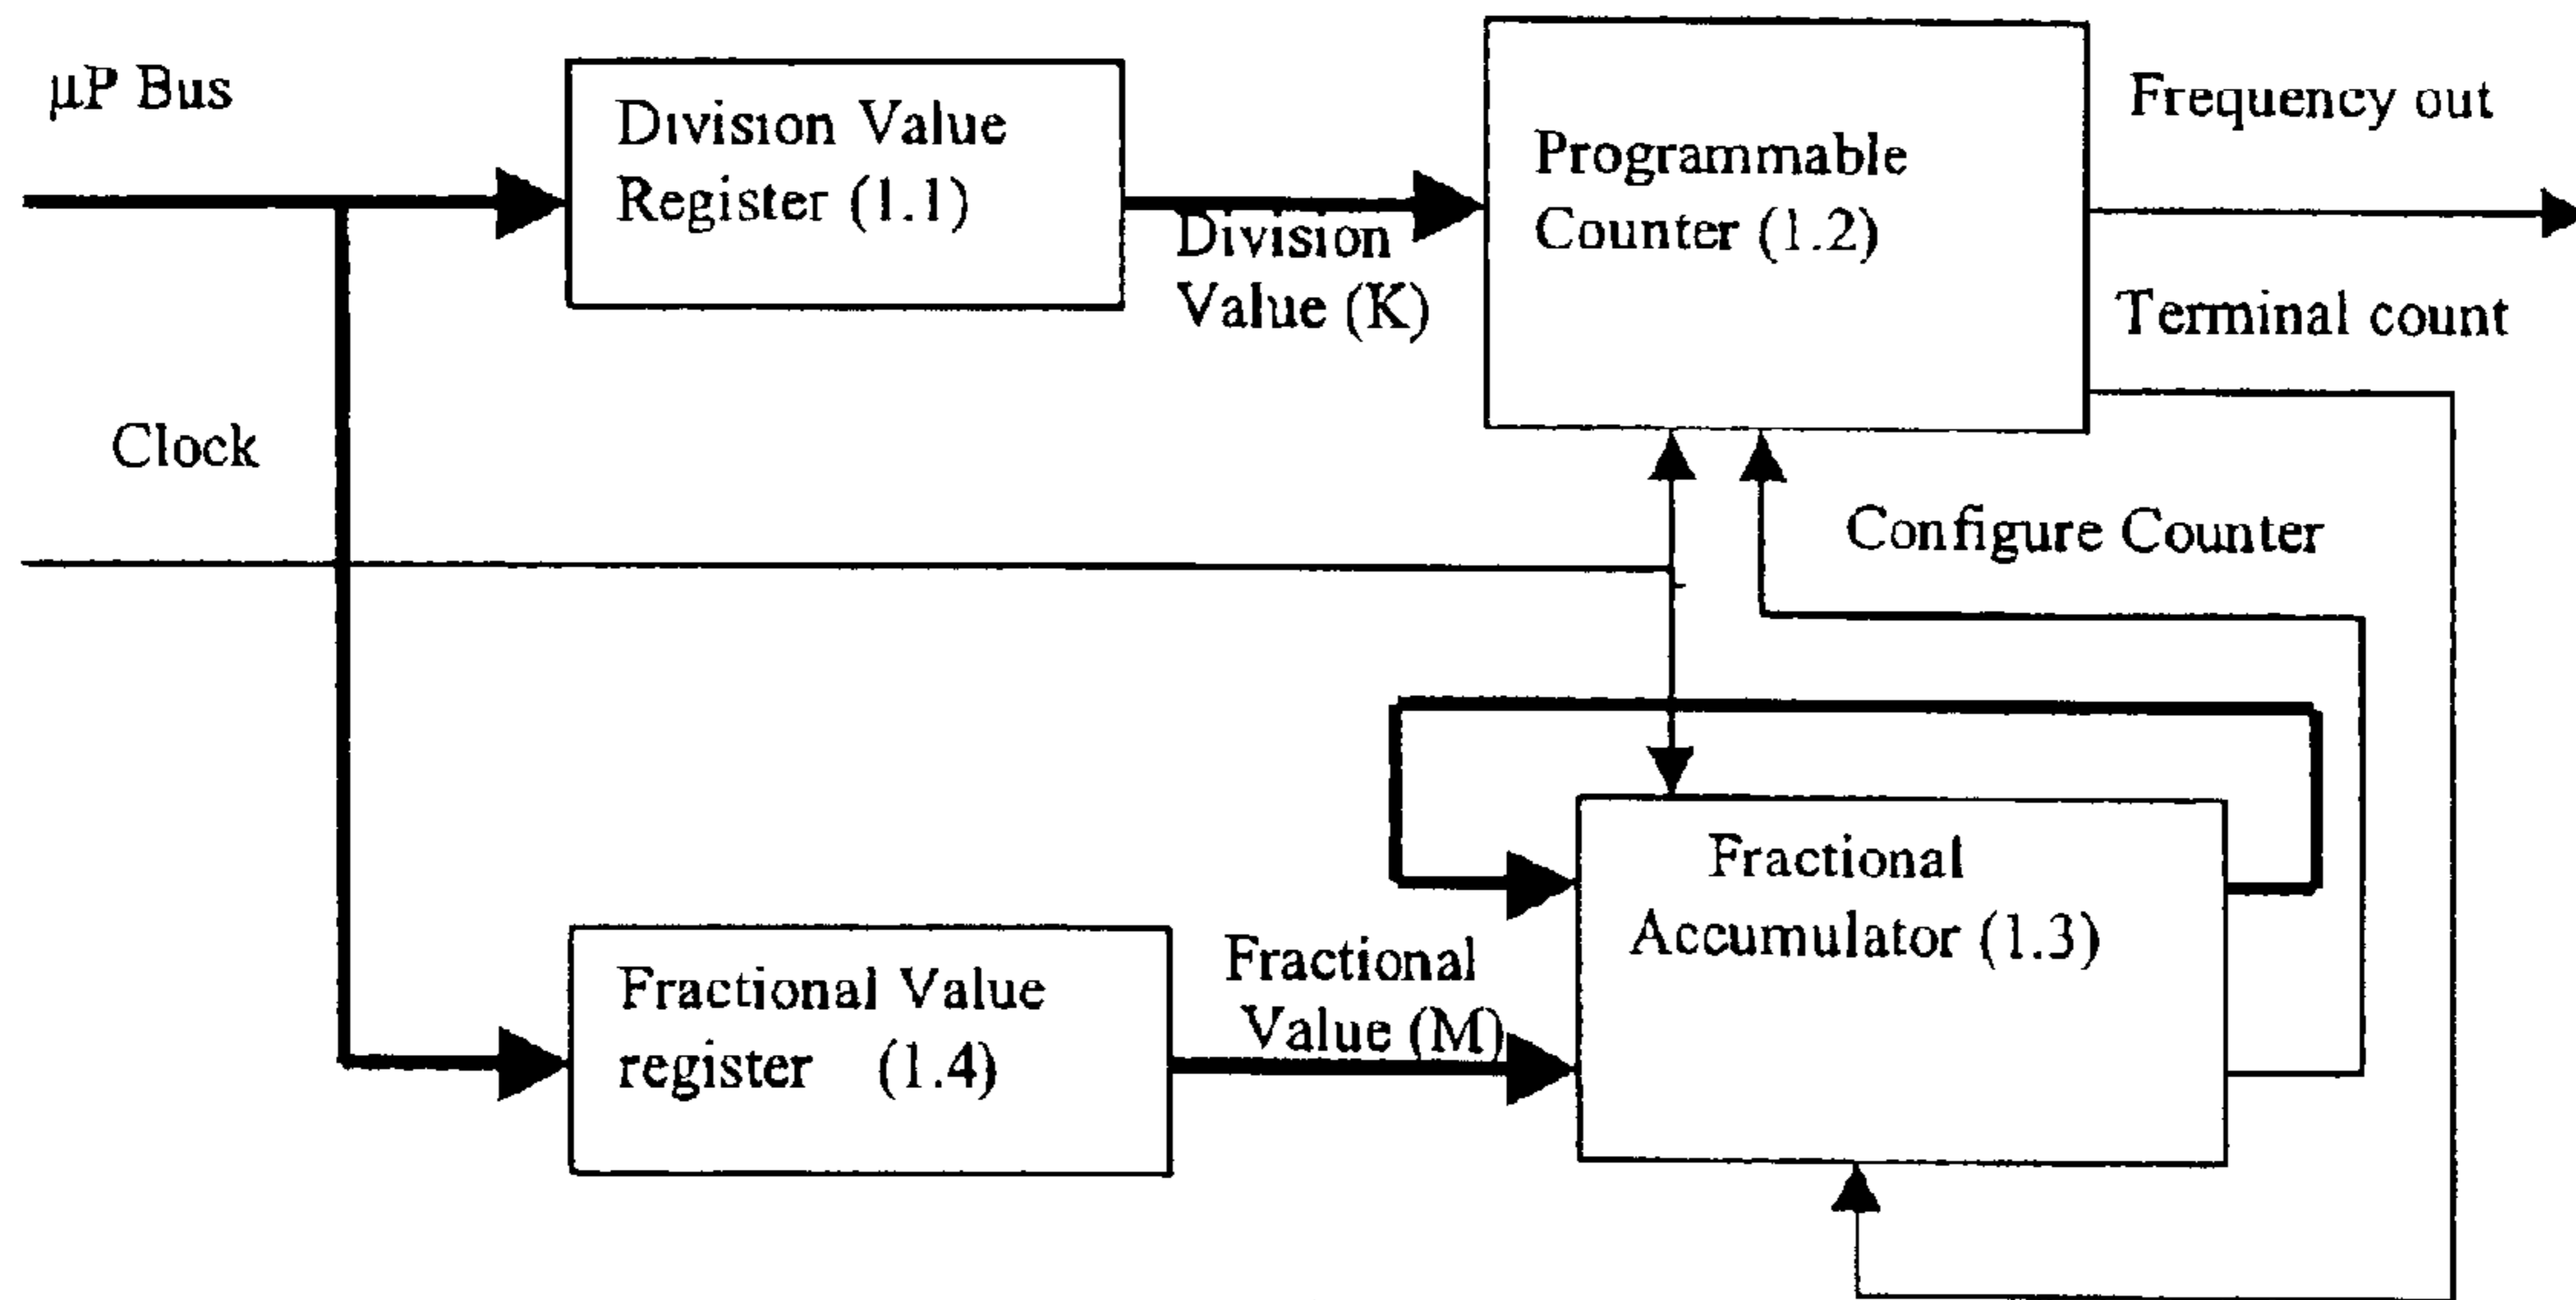 μP Bus
Division Value
Register (1.1)
Division
Value (K)
Programmable
Counter (1.2)
Frequency out
Terminal count
Clock
Configure Counter
Fractional
Accumulator (1.3)
Fractional Value
register (1.4)
Fractional
Value (M)